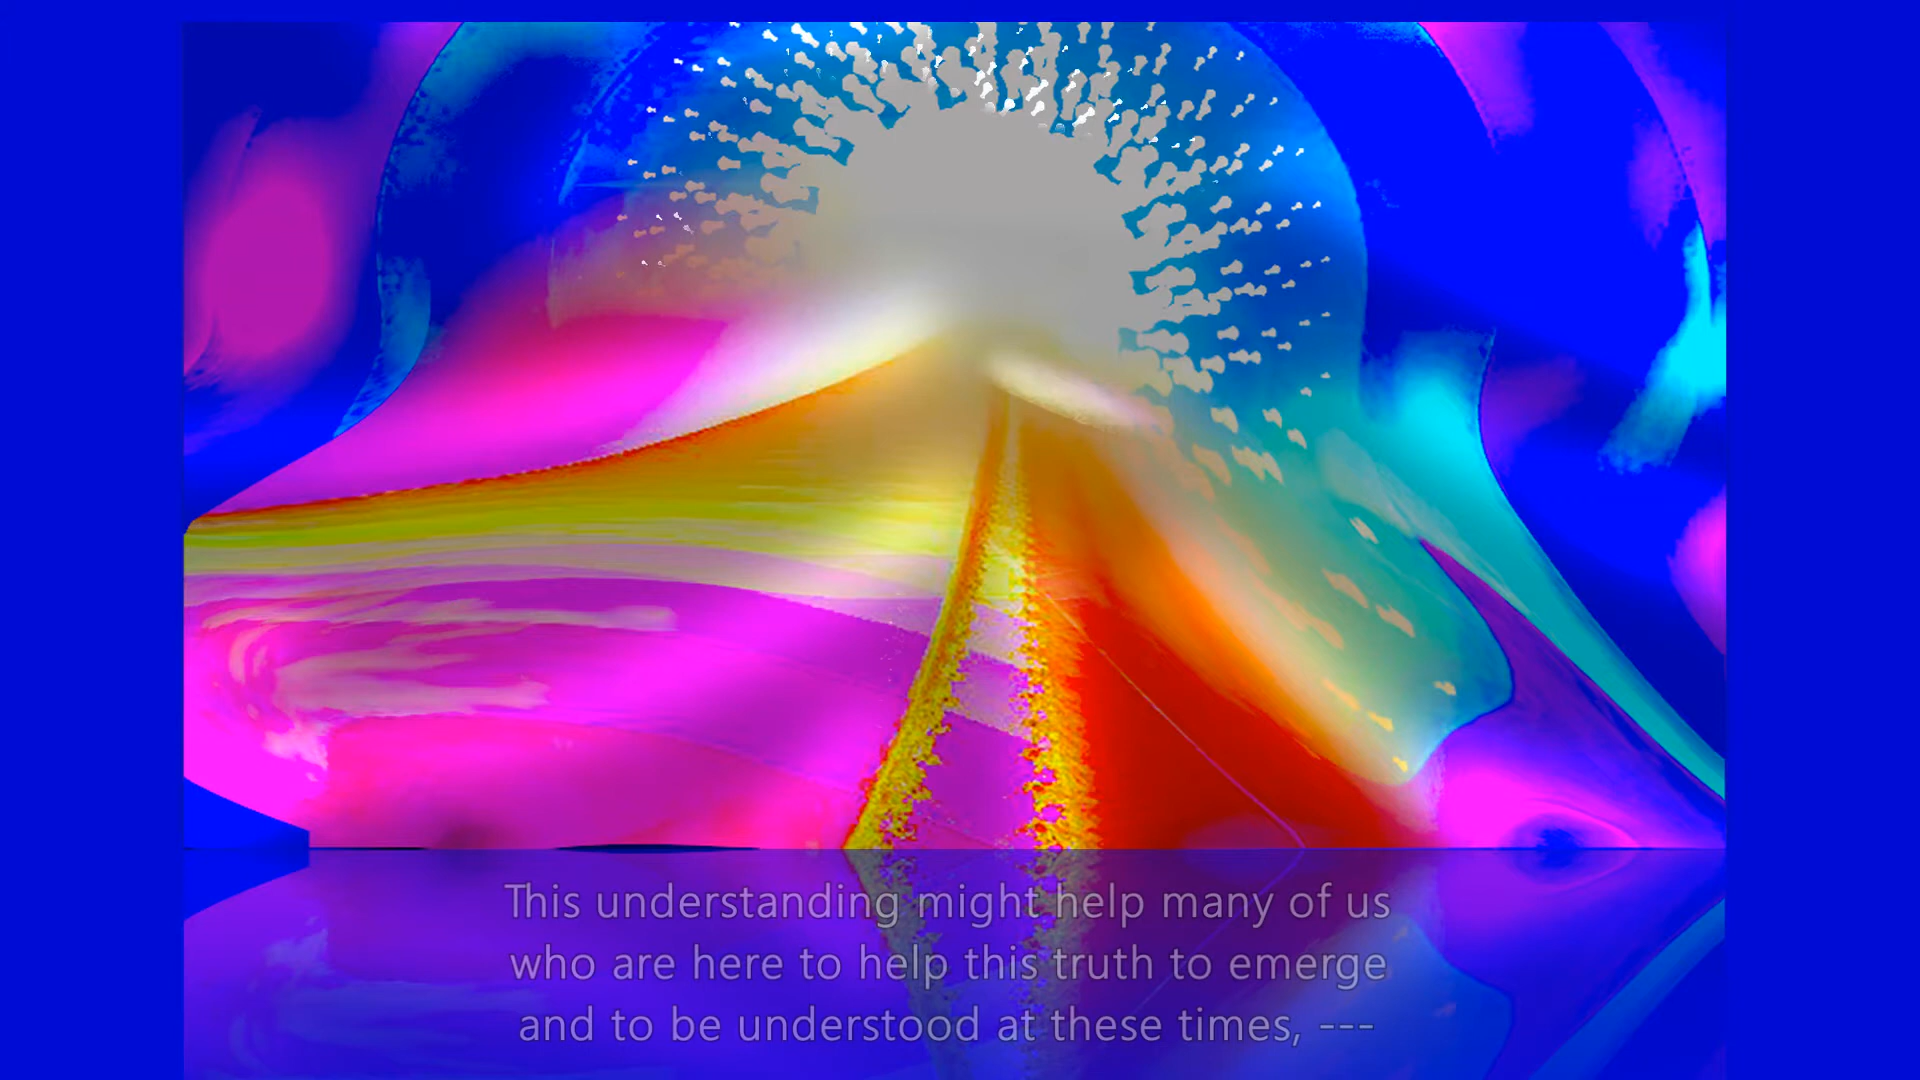 This understanding might help many of us
who are here to help this truth to emerge
and to be understood at these times, ---